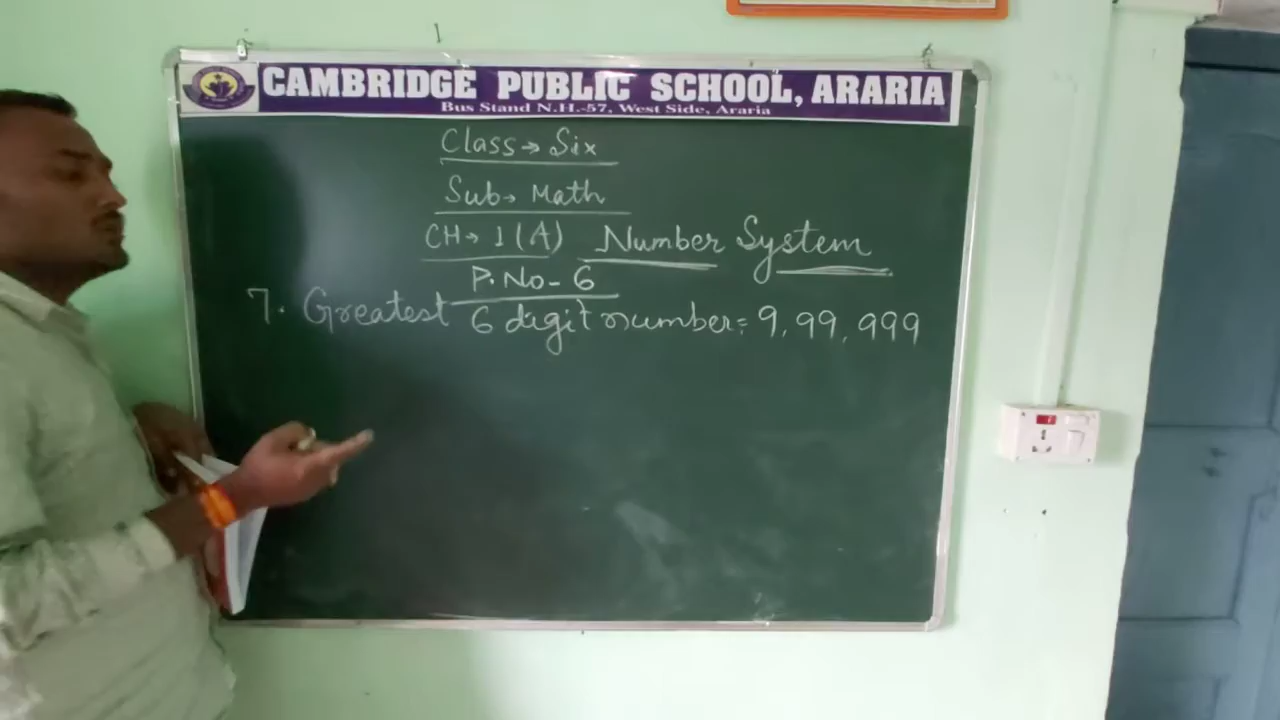 CAMBRIDGE PUBLIC SCHOOL, ARARIA
Bus Stand N.H.-57, West Side, Araria
Class → Six
Sub → Math
CH → 1 (A) Number System
P. No - 6
7. Greatest 6 digit number = 9,99,999